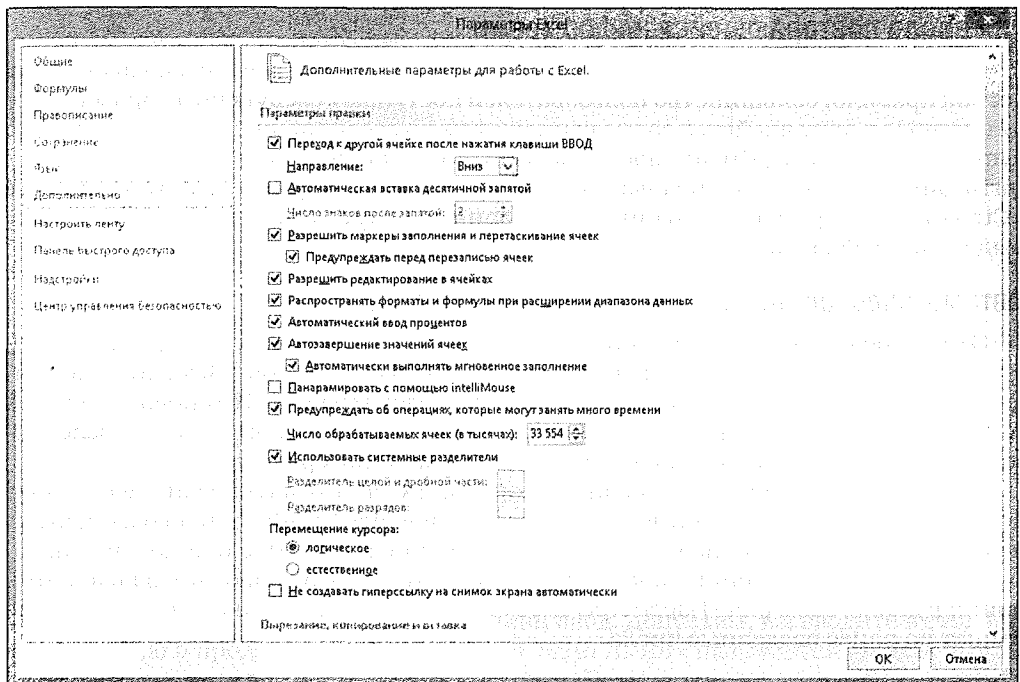 Параметры Excel
Общие
Формулы
Правописание
Сохранение
Язык
Дополнительно
Настроить ленту
Панель быстрого доступа
Надстройки
Центр управления безопасностью
Дополнительные параметры для работы с Excel.
Параметры правки
Переход к другой ячейке после нажатия клавиши ВВОД
Направление: Вниз
Автоматическая вставка десятичной запятой
Число знаков после запятой: 2
Разрешить маркеры заполнения и перетаскивание ячеек
Предупреждать перед перезаписью ячеек
Разрешить редактирование в ячейках
Распространять форматы и формулы при расширении диапазона данных
Автоматический ввод процентов
Автозавершение значений ячеек
Автоматически выполнять мгновенное заполнение
Панарамировать с помощью intelliMouse
Предупреждать об операциях, которые могут занять много времени
Число обрабатываемых ячеек (в тысячах): 33 554
Использовать системные разделители
Разделитель целой и дробной части:
Разделитель разрядов:
Перемещение курсора:
логическое
естественное
Не создавать гиперссылку на снимок экрана автоматически
Вырезание, копирование и вставка
ОК Отмена